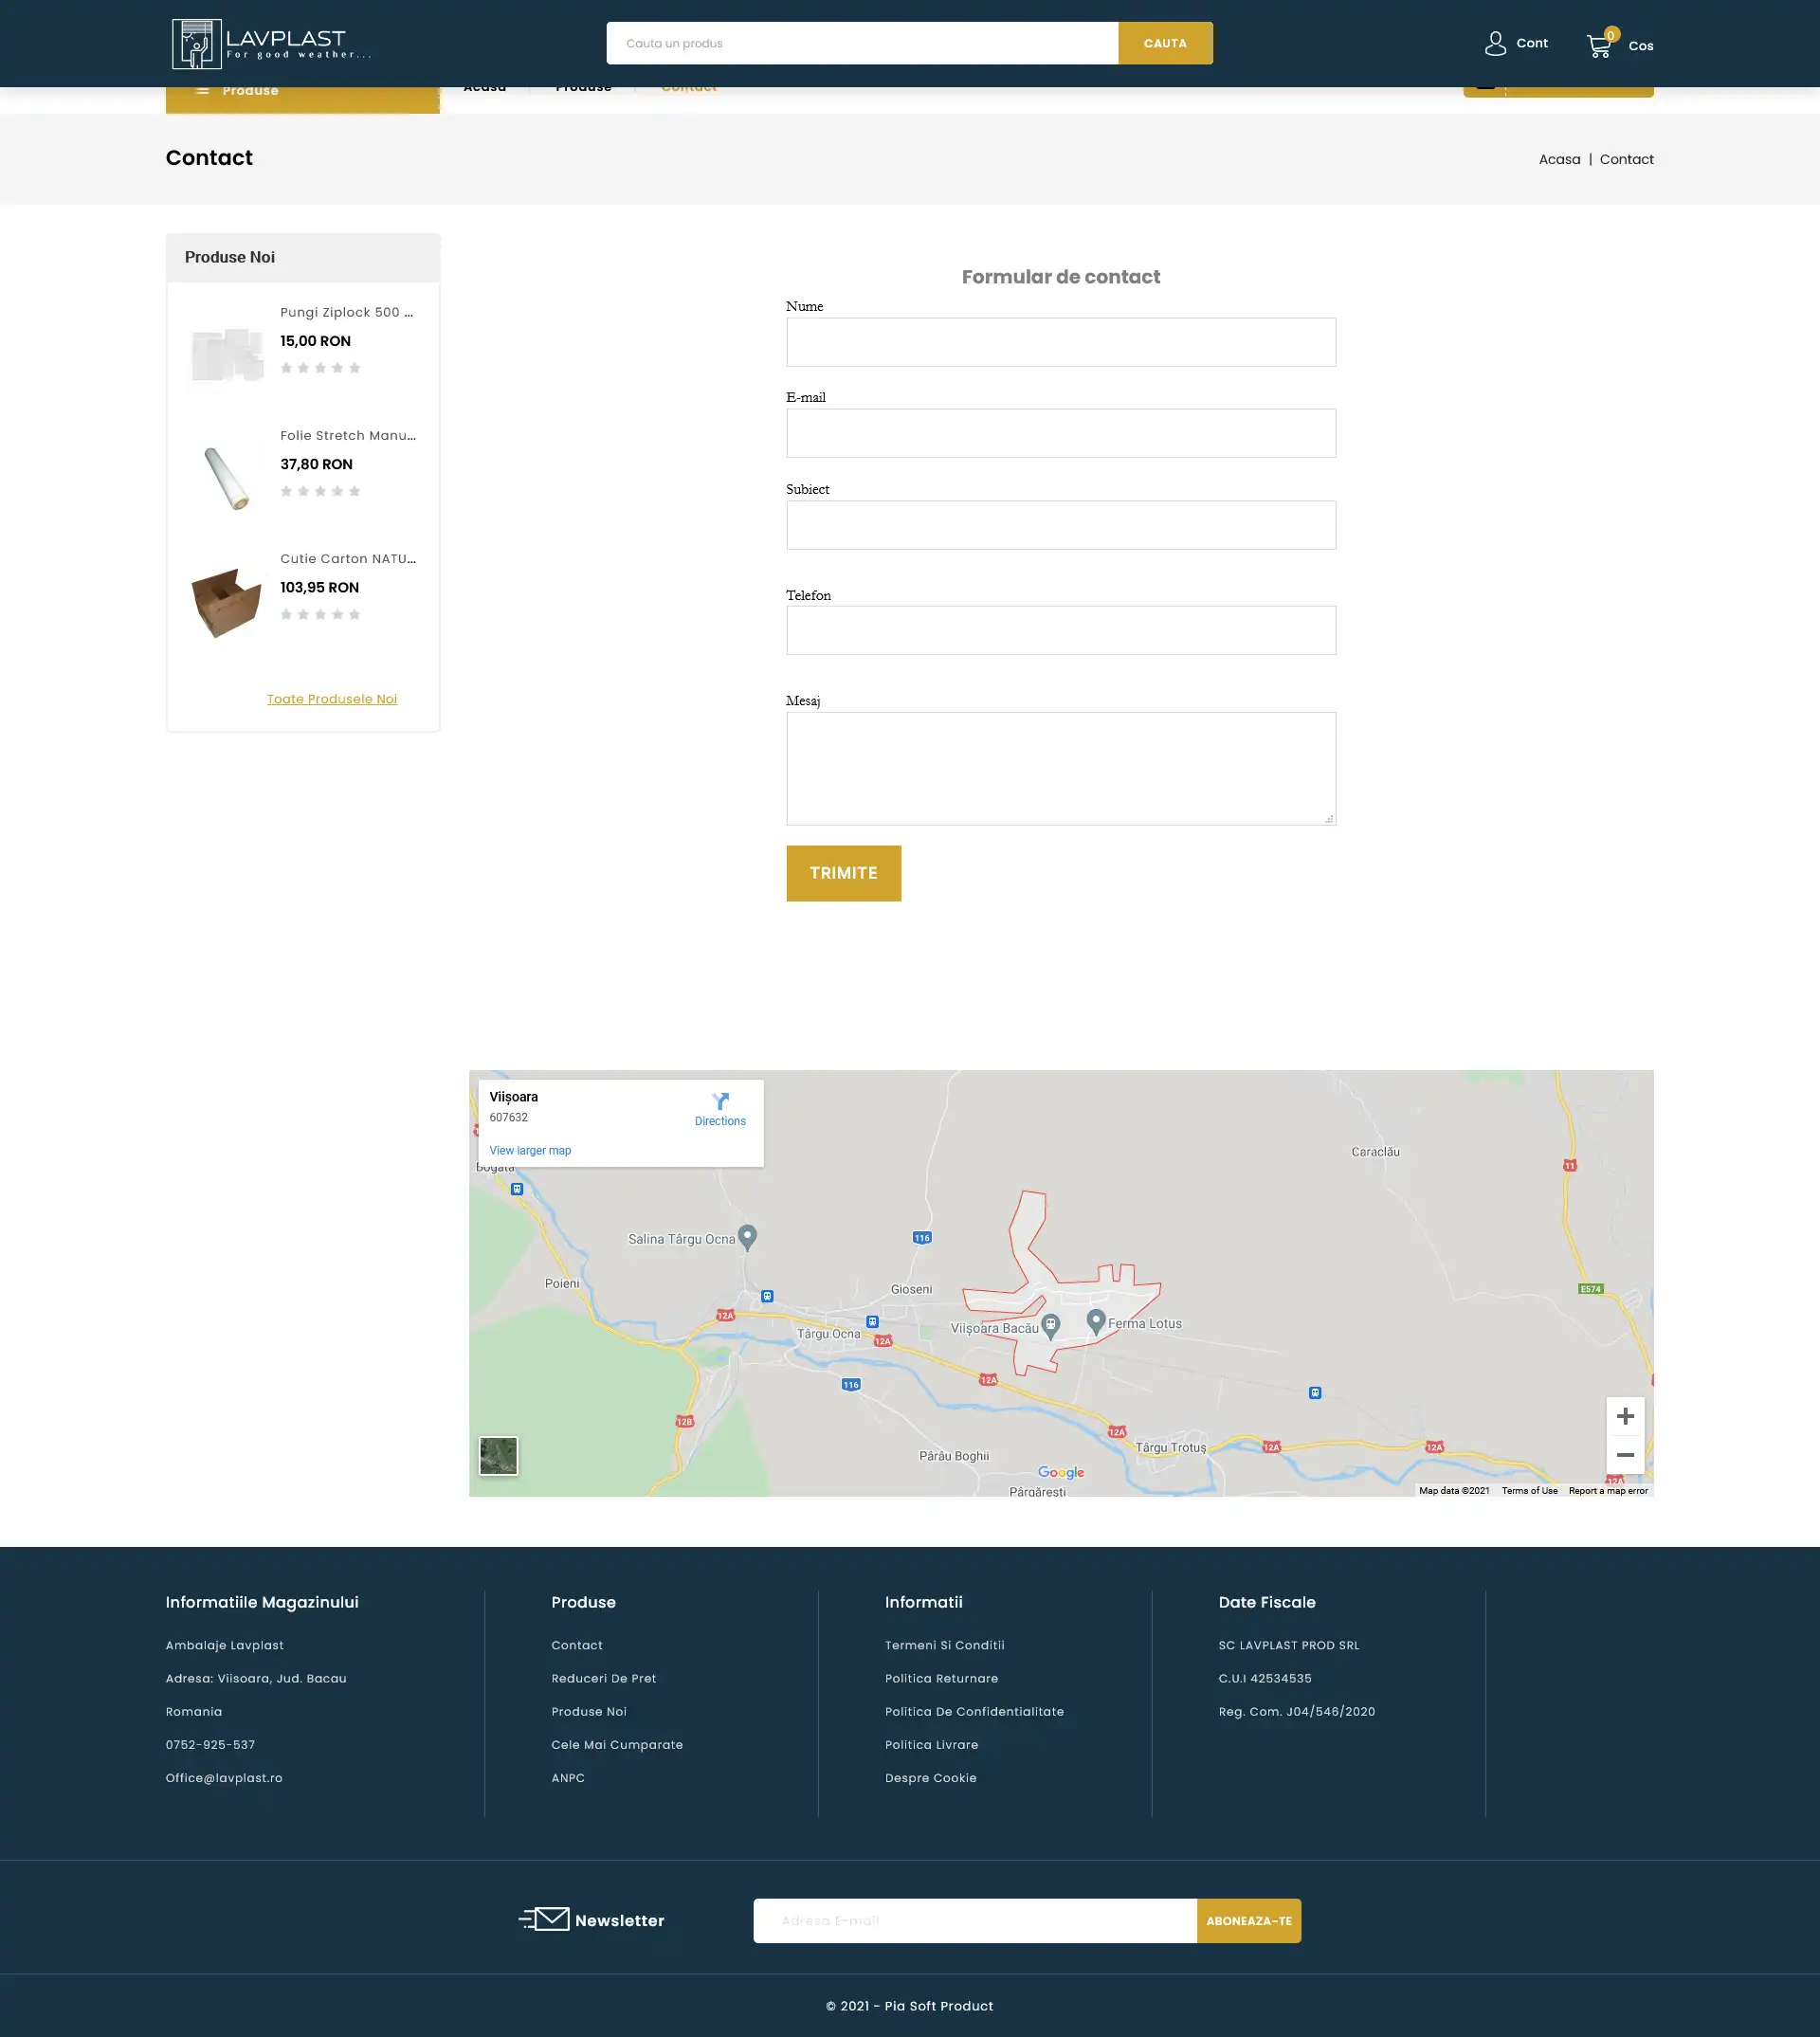 LAVPLAST
For good weather...
Cauta un produs
CAUTA
Cont
0
Cos
Produse
Acasa
Produse
Contact
Contact
Acasa | Contact
Produse Noi
Pungi Ziplock 500 ...
15,00 RON
Folie Stretch Manu...
37,80 RON
Cutie Carton NATU...
103,95 RON
Toate Produsele Noi
Formular de contact
Nume
E-mail
Subiect
Telefon
Mesaj
TRIMITE
Viișoara
607632
Directions
View larger map
Bogata
Caraclău
11
Salina Târgu Ocna
116
Poieni
Gioseni
E574
12A
Târgu Ocna
12A
Viișoara Bacău
Ferma Lotus
116
12A
12B
12A
Târgu Trotuș
12A
12A
Pârâu Boghii
Google
12A
Pârgărești
Map data ©2021
Terms of Use
Report a map error
Informatiile Magazinului
Ambalaje Lavplast
Adresa: Viisoara, Jud. Bacau
Romania
0752-925-537
Office@lavplast.ro
Produse
Contact
Reduceri De Pret
Produse Noi
Cele Mai Cumparate
ANPC
Informatii
Termeni Si Conditii
Politica Returnare
Politica De Confidentialitate
Politica Livrare
Despre Cookie
Date Fiscale
SC LAVPLAST PROD SRL
C.U.I 42534535
Reg. Com. J04/546/2020
Newsletter
Adresa E-mail
ABONEAZA-TE
© 2021 - Pia Soft Product